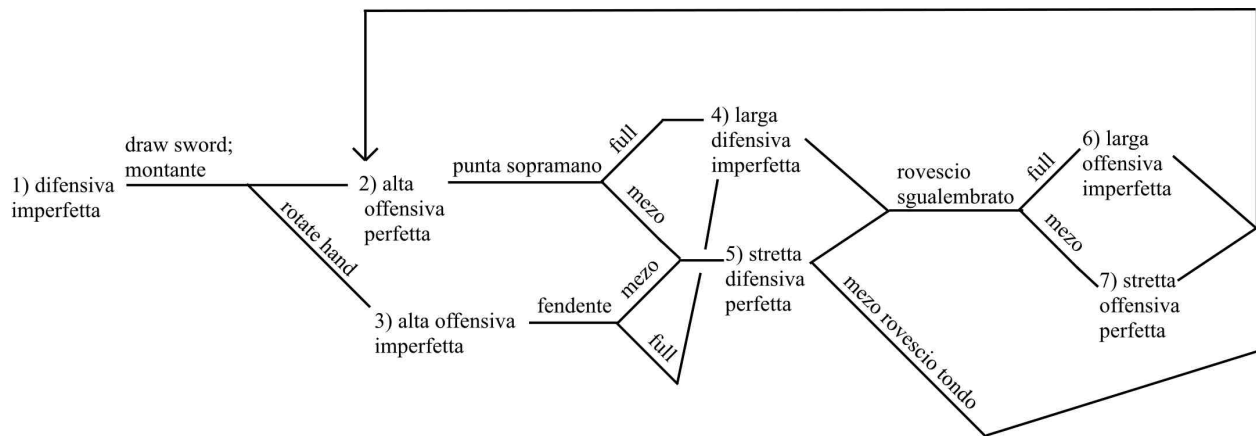 draw sword;
montante
1) difensiva
imperfetta
rotate hand
2) alta
offensiva
perfetta
3) alta offensiva
imperfetta
punta sopramano
full
mezo
fendente
mezo
full
4) larga
difensiva
imperfetta
5) stretta
difensiva
perfetta
rovescio
sgualembrato
full
mezo
mezo rovescio tondo
6) larga
offensiva
imperfetta
7) stretta
offensiva
perfetta